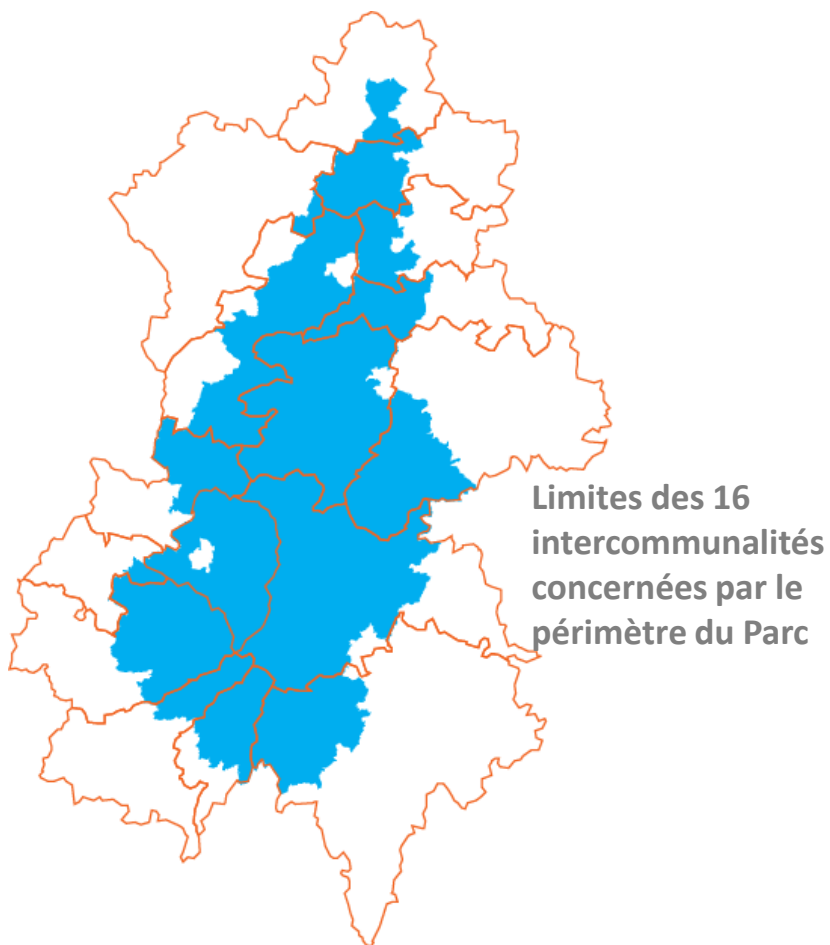 Limites des 16
intercommunalités
concernées par le
périmètre du Parc